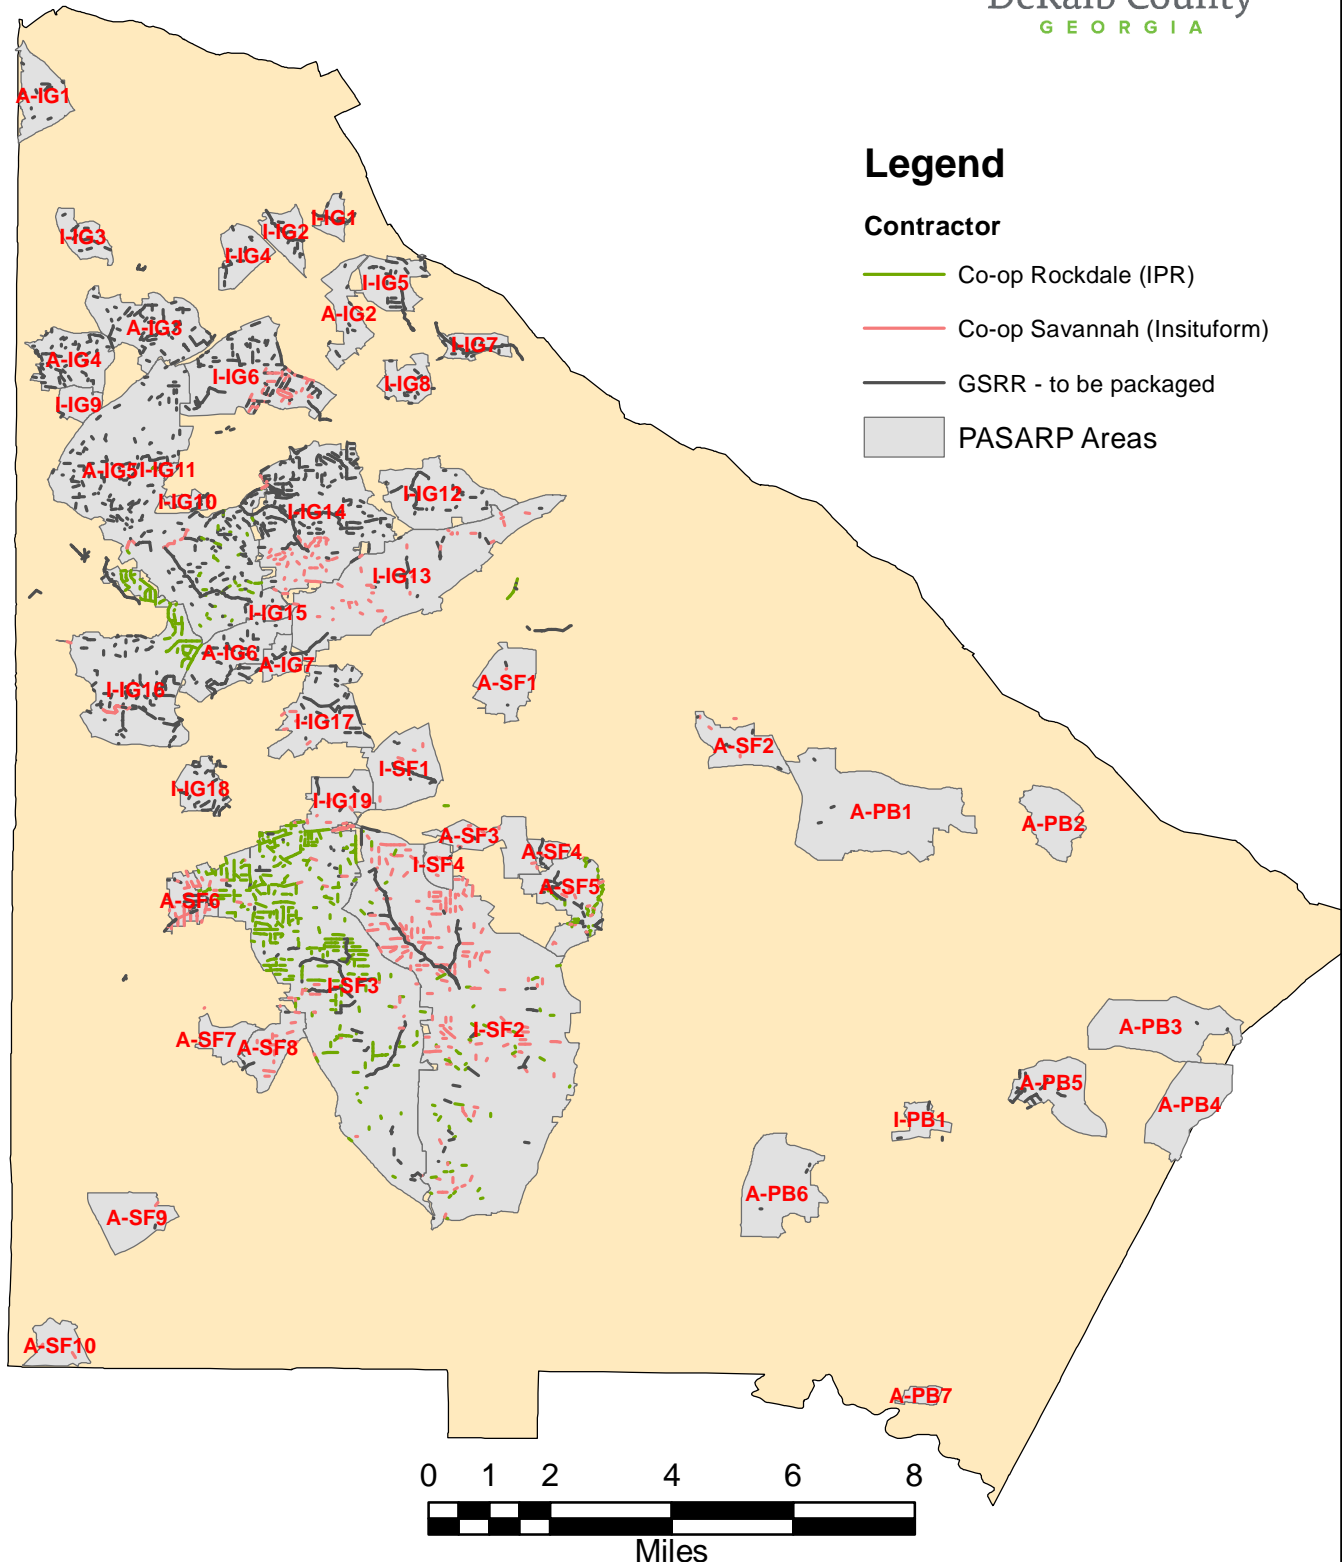 DeKalb County
GEORGIA
Legend
Contractor
Co-op Rockdale (IPR)
Co-op Savannah (Insituform)
GSRR - to be packaged
PASARP Areas
A-IG1
I-IG1
I-IG2
I-IG3
I-IG4
I-IG5
A-IG2
A-IG3
I-IG7
A-IG4
I-IG6
I-IG8
I-IG9
A-IG5
I-IG11
I-IG12
I-IG10
I-IG14
I-IG13
I-IG15
A-IG6
A-IG7
A-SF1
I-IG16
I-IG17
A-SF2
I-SF1
I-IG18
I-IG19
A-PB1
A-PB2
A-SF3
A-SF4
I-SF4
A-SF5
A-SF6
I-SF3
I-SF2
A-SF7
A-SF8
A-PB3
A-PB5
A-PB4
I-PB1
A-PB6
A-SF9
A-SF10
A-PB7
0 1 2 4 6 8
Miles